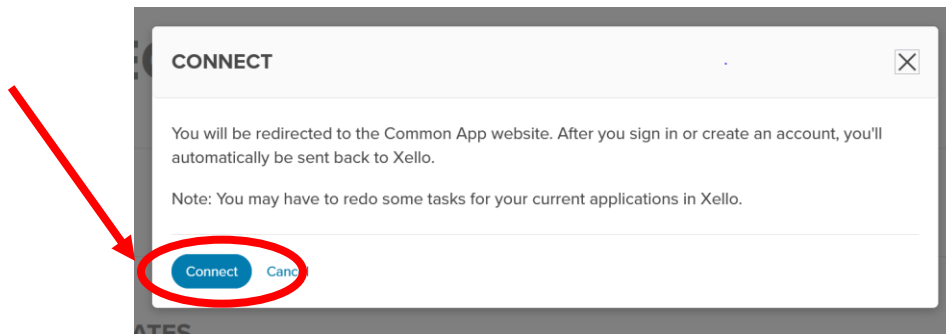 CONNECT
You will be redirected to the Common App website. After you sign in or create an account, you'll
automatically be sent back to Xello.
Note: You may have to redo some tasks for your current applications in Xello.
Connect Cancel